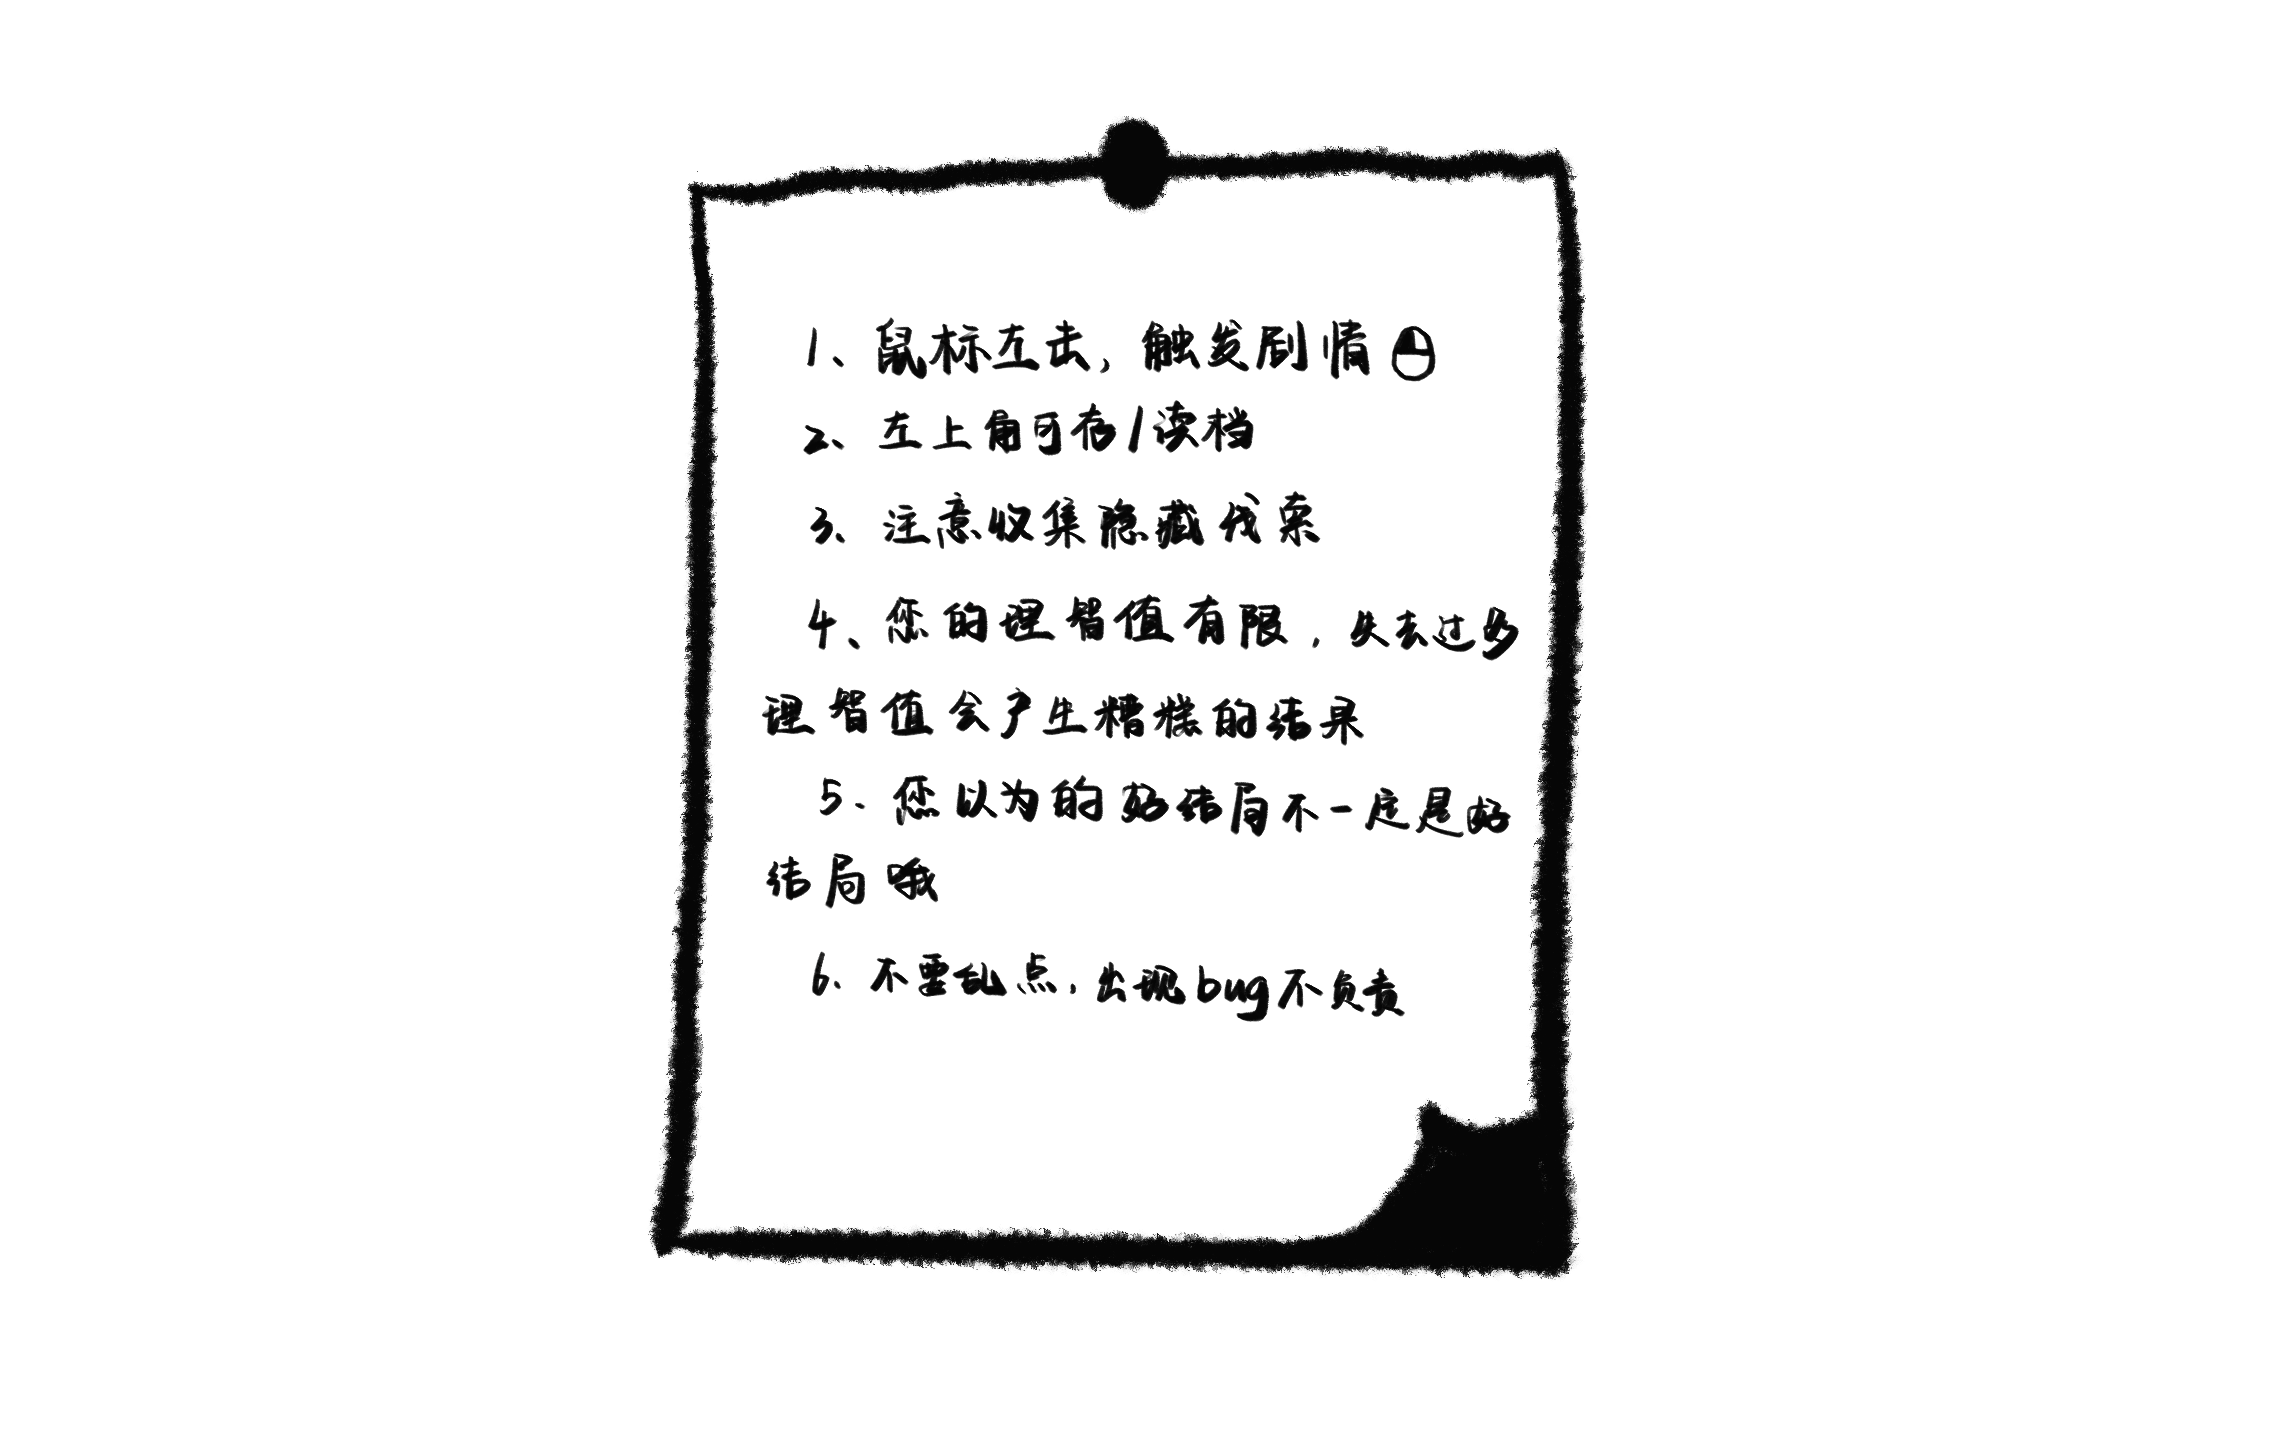 1、鼠标左击，触发剧情
2、左上角可存/读档
3、注意收集隐藏线索
4、您的理智值有限，失去过多
理智值会产生糟糕的结果
5、您以为的好结局不一定是好
结局哦
6、不要乱点，出现bug不负责